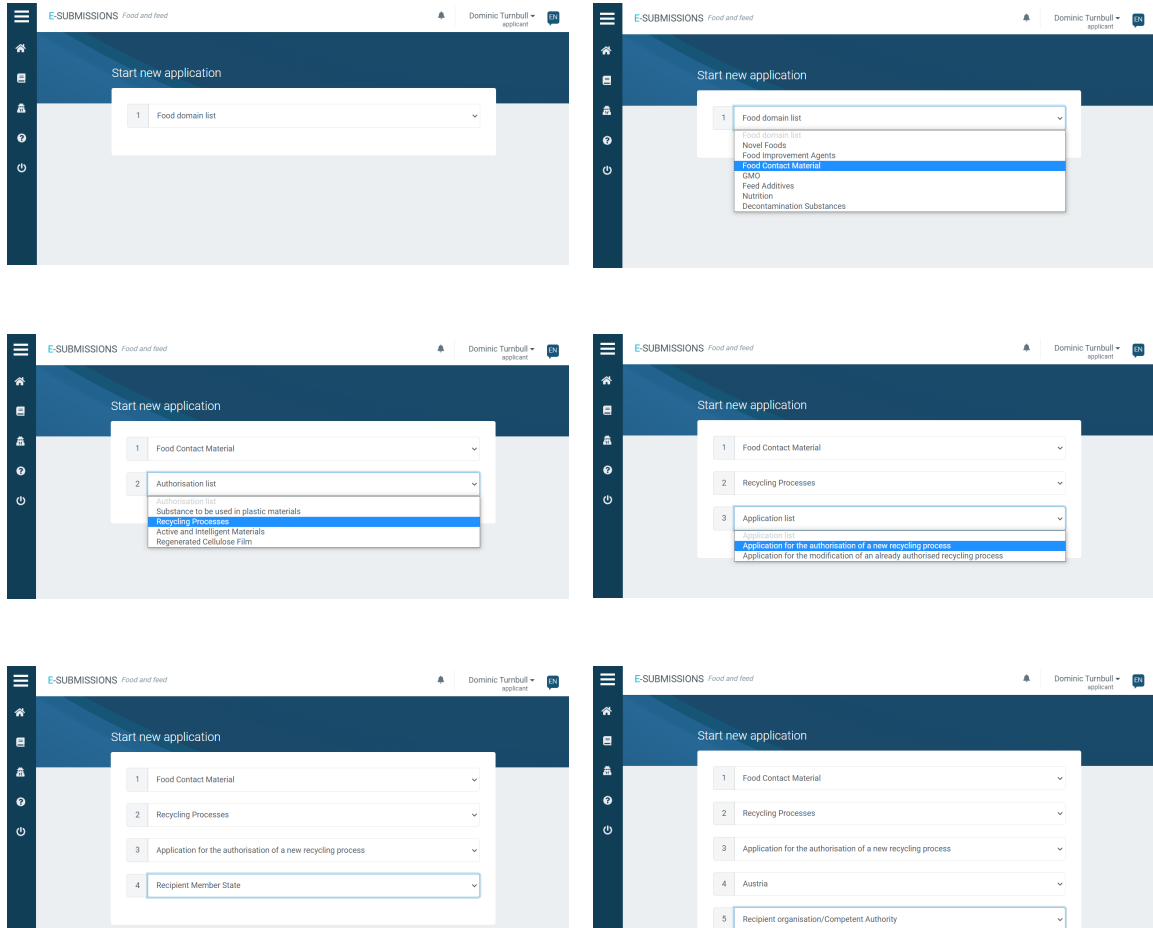 E-SUBMISSIONS Food and feed
Dominic Turnbull
applicant
EN
Start new application
1 Food domain list
E-SUBMISSIONS Food and feed
Dominic Turnbull
applicant
EN
Start new application
1 Food domain list
Food domain list
Novel Foods
Food Improvement Agents
Food Contact Material
GMO
Feed Additives
Nutrition
Decontamination Substances
E-SUBMISSIONS Food and feed
Dominic Turnbull
applicant
EN
Start new application
1 Food Contact Material
2 Authorisation list
Authorisation list
Substance to be used in plastic materials
Recycling Processes
Active and Intelligent Materials
Regenerated Cellulose Film
E-SUBMISSIONS Food and feed
Dominic Turnbull
applicant
EN
Start new application
1 Food Contact Material
2 Recycling Processes
3 Application list
Application list
Application for the authorisation of a new recycling process
Application for the modification of an already authorised recycling process
E-SUBMISSIONS Food and feed
Dominic Turnbull
applicant
EN
Start new application
1 Food Contact Material
2 Recycling Processes
3 Application for the authorisation of a new recycling process
4 Recipient Member State
E-SUBMISSIONS Food and feed
Dominic Turnbull
applicant
EN
Start new application
1 Food Contact Material
2 Recycling Processes
3 Application for the authorisation of a new recycling process
4 Austria
5 Recipient organisation/Competent Authority